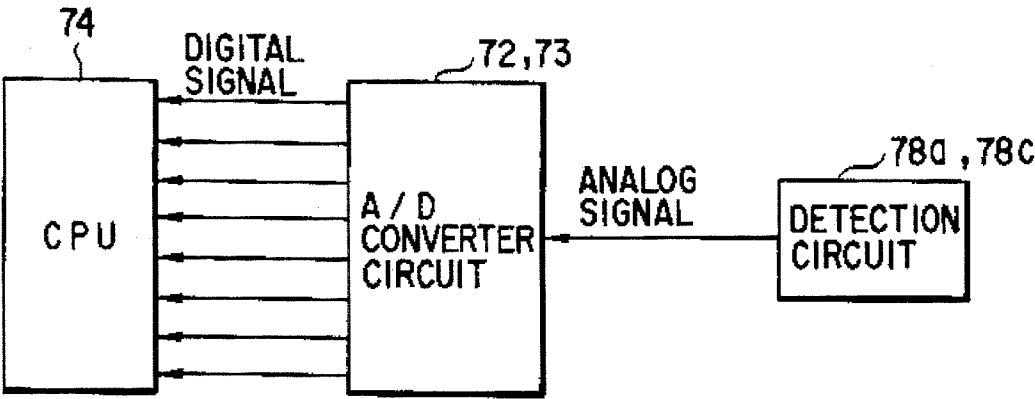 74
DIGITAL
SIGNAL
72,73
78a, 78c
ANALOG
SIGNAL
CPU
A/D
CONVERTER
CIRCUIT
DETECTION
CIRCUIT